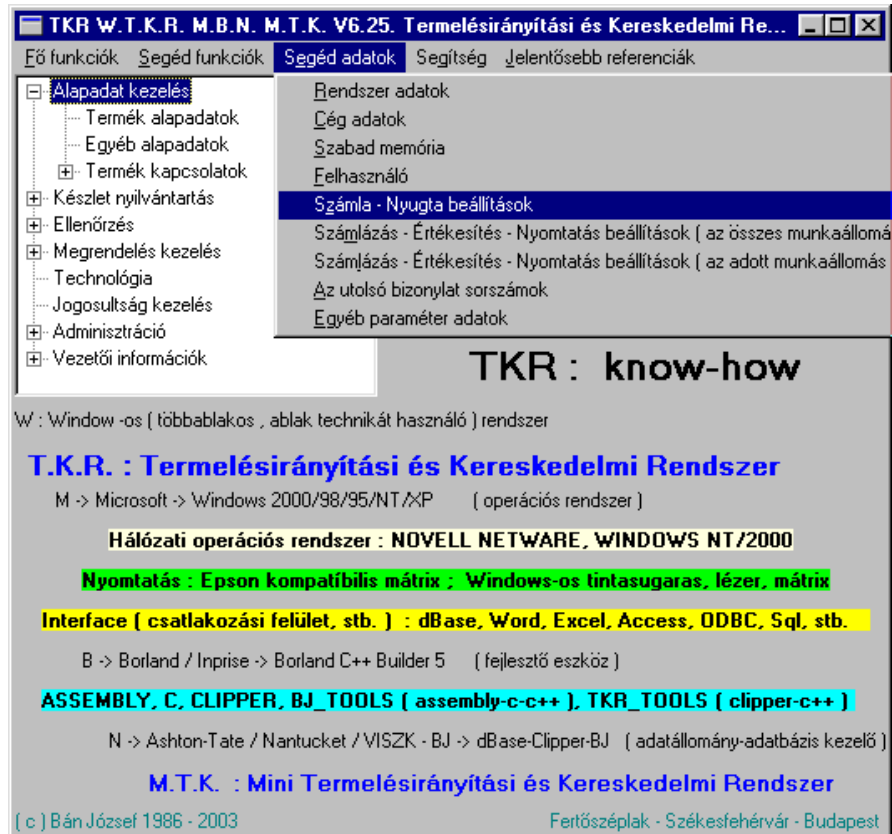 TKR W.T.K.R. M.B.N. M.T.K. V6.25. Termelésirányítási és Kereskedelmi Re...
Fő funkciók Segéd funkciók Segéd adatok Segítség Jelentősebb referenciák
Alapadat kezelés
Termék alapadatok
Egyéb alapadatok
Termék kapcsolatok
Készlet nyilvántartás
Ellenőrzés
Megrendelés kezelés
Technológia
Jogosultság kezelés
Adminisztráció
Vezetői információk
Rendszer adatok
Cég adatok
Szabad memória
Felhasználó
Számla - Nyugta beállítások
Számlázás - Értékesítés - Nyomtatás beállítások ( az összes munkaállomá
Számlázás - Értékesítés - Nyomtatás beállítások ( az adott munkaállomás
Az utolsó bizonylat sorszámok
Egyéb paraméter adatok
TKR : know-how
W : Window -os ( többablakos , ablak technikát használó ) rendszer
T.K.R. : Termelésirányítási és Kereskedelmi Rendszer
M -> Microsoft -> Windows 2000/98/95/NT/XP ( operációs rendszer )
Hálózati operációs rendszer : NOVELL NETWARE, WINDOWS NT/2000
Nyomtatás : Epson kompatíbilis mátrix ; Windows-os tintasugaras, lézer, mátrix
Interface ( csatlakozási felület, stb. ) : dBase, Word, Excel, Access, ODBC, Sql, stb.
B -> Borland / Inprise -> Borland C++ Builder 5 ( fejlesztő eszköz )
ASSEMBLY, C, CLIPPER, BJ_TOOLS ( assembly-c-c++ ), TKR_TOOLS ( clipper-c++ )
N -> Ashton-Tate / Nantucket / VISZK - BJ -> dBase-Clipper-BJ ( adatállomány-adatbázis kezelő )
M.T.K. : Mini Termelésirányítási és Kereskedelmi Rendszer
( c ) Bán József 1986 - 2003 Fertőszéplak - Székesfehérvár - Budapest